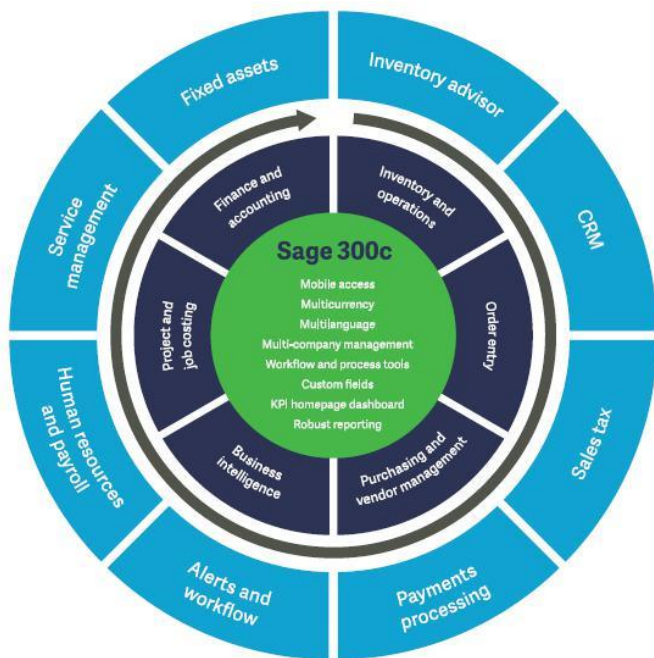 Fixed assets
Inventory advisor
CRM
Sales tax
Payments
processing
Alerts and
workflow
Human resources
and payroll
Service
management
Finance and
accounting
Inventory and
operations
Order entry
Purchasing and
vendor management
Business
intelligence
Project and
job costing
Sage 300c
Mobile access
Multicurrency
Multilanguage
Multi-company management
Workflow and process tools
Custom fields
KPI homepage dashboard
Robust reporting